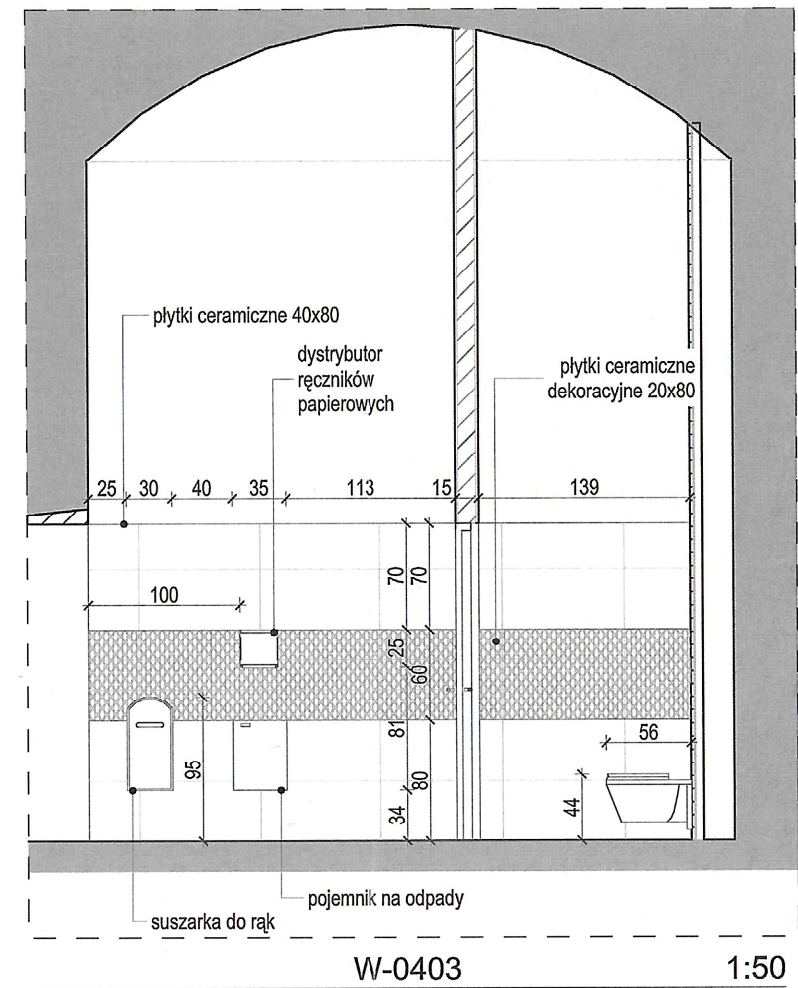 płytki ceramiczne 40x80
dystrybutor
ręczników
papierowych
płytki ceramiczne
dekoracyjne 20x80
25 30 40 35 113 15 139
70 70
100
25
60
81
56
95
80
44
34
pojemnik na odpady
suszarka do rąk
W-0403 1:50